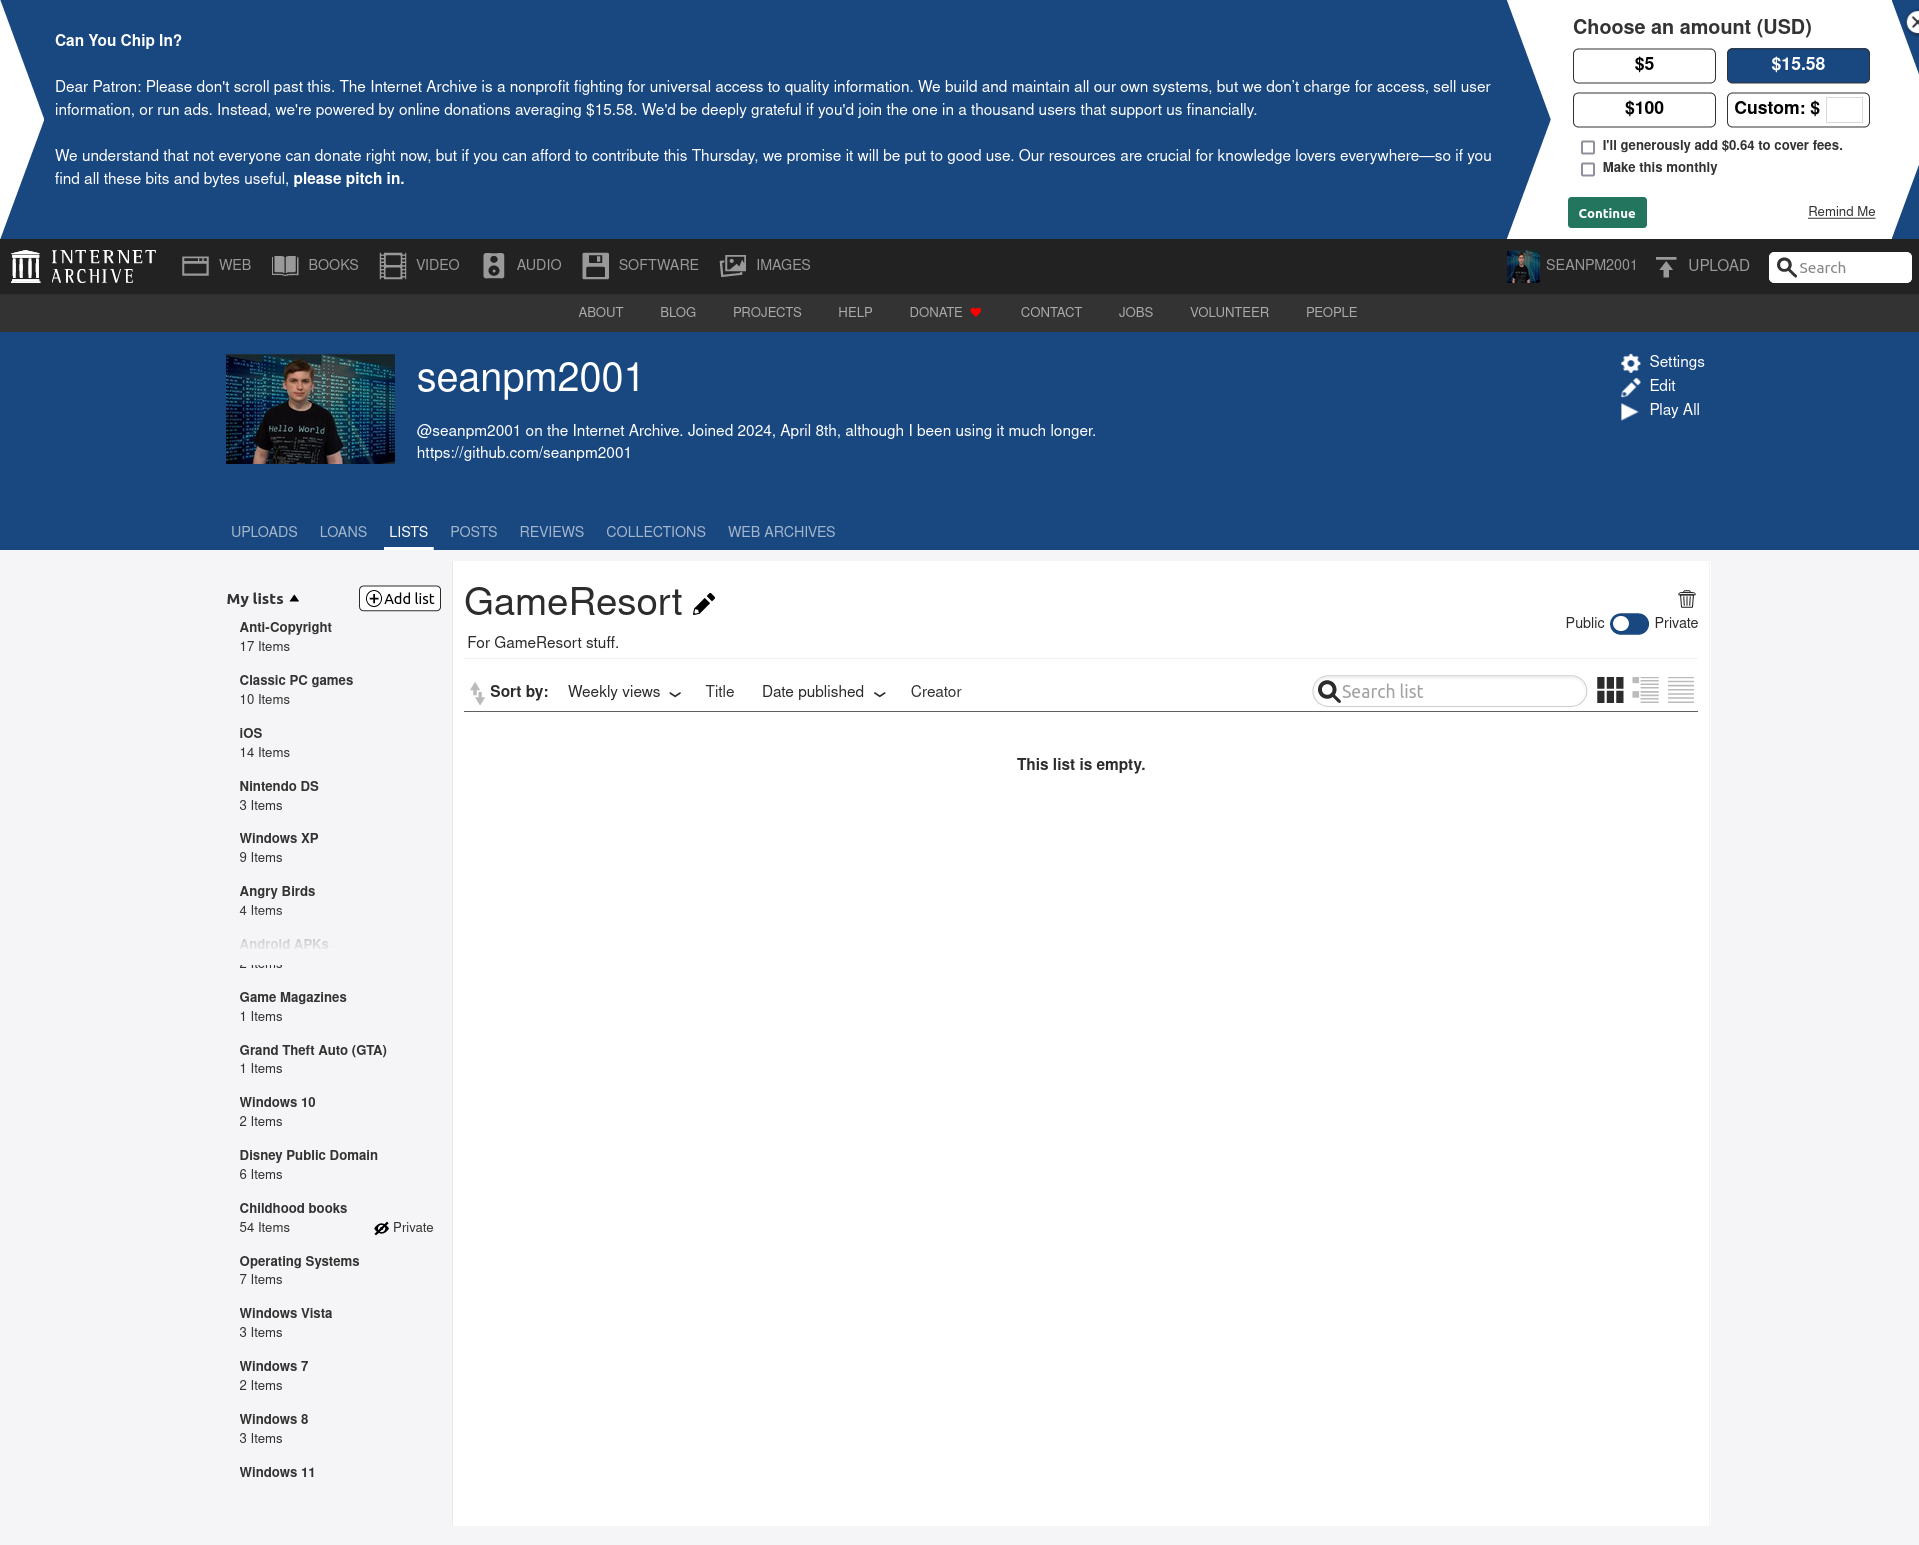 Can You Chip In?
Dear Patron: Please don't scroll past this. The Internet Archive is a nonprofit fighting for universal access to quality information. We build and maintain all our own systems, but we don’t charge for access, sell user
information, or run ads. Instead, we're powered by online donations averaging $15.58. We'd be deeply grateful if you'd join the one in a thousand users that support us financially.
We understand that not everyone can donate right now, but if you can afford to contribute this Thursday, we promise it will be put to good use. Our resources are crucial for knowledge lovers everywhere—so if you
find all these bits and bytes useful, please pitch in.
Choose an amount (USD)
$5 $15.58
$100 Custom: $
I'll generously add $0.64 to cover fees.
Make this monthly
Continue Remind Me
INTERNET
ARCHIVE
WEB BOOKS VIDEO AUDIO SOFTWARE IMAGES SEANPM2001 UPLOAD Search
ABOUT BLOG PROJECTS HELP DONATE CONTACT JOBS VOLUNTEER PEOPLE
Hello World
seanpm2001
@seanpm2001 on the Internet Archive. Joined 2024, April 8th, although I been using it much longer.
https://github.com/seanpm2001
Settings
Edit
Play All
UPLOADS LOANS LISTS POSTS REVIEWS COLLECTIONS WEB ARCHIVES
My lists Add list
Anti-Copyright
17 Items
Classic PC games
10 Items
iOS
14 Items
Nintendo DS
3 Items
Windows XP
9 Items
Angry Birds
4 Items
Android APKs
2 Items
Game Magazines
1 Items
Grand Theft Auto (GTA)
1 Items
Windows 10
2 Items
Disney Public Domain
6 Items
Childhood books
54 Items Private
Operating Systems
7 Items
Windows Vista
3 Items
Windows 7
2 Items
Windows 8
3 Items
Windows 11
GameResort
For GameResort stuff.
Public Private
Sort by: Weekly views Title Date published Creator Search list
This list is empty.